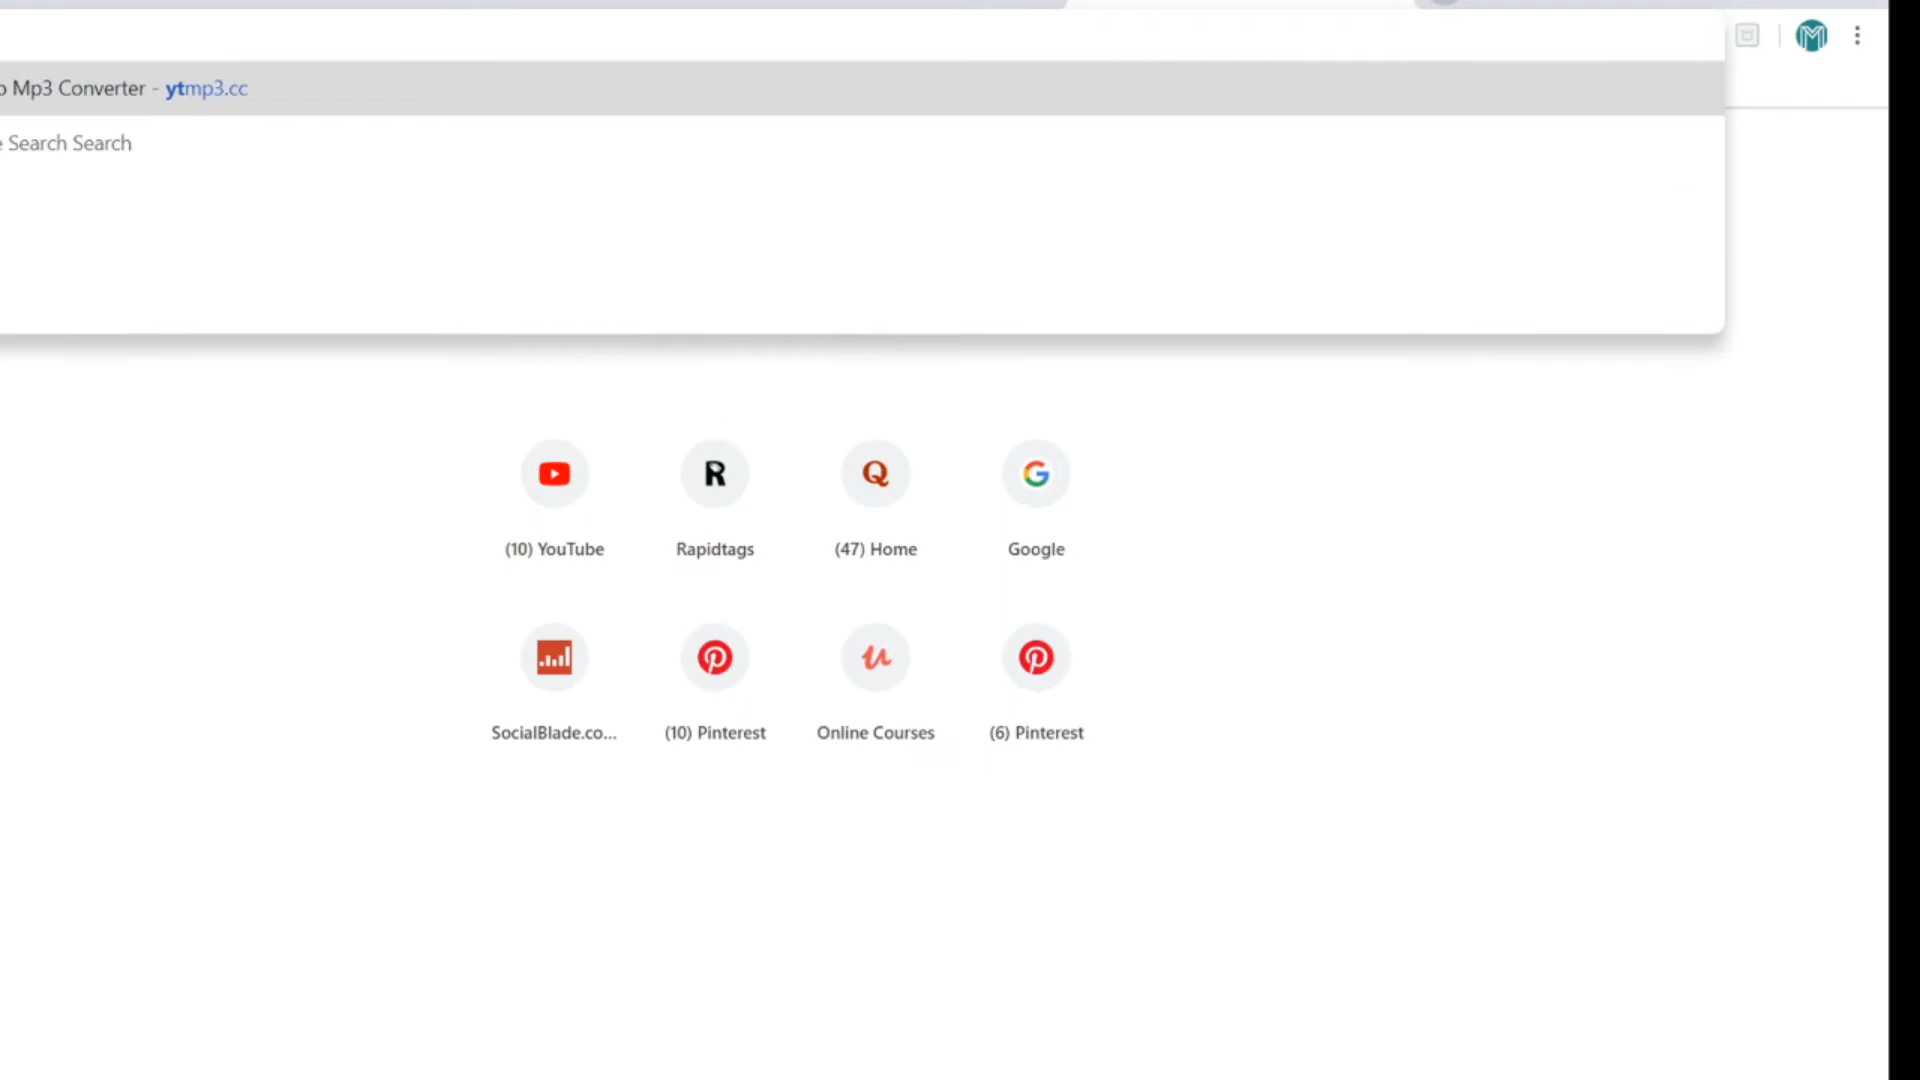 Mp3 Converter - ytmp3.cc
Search Search
(10) YouTube
Rapidtags
(47) Home
Google
SocialBlade.co...
(10) Pinterest
Online Courses
(6) Pinterest